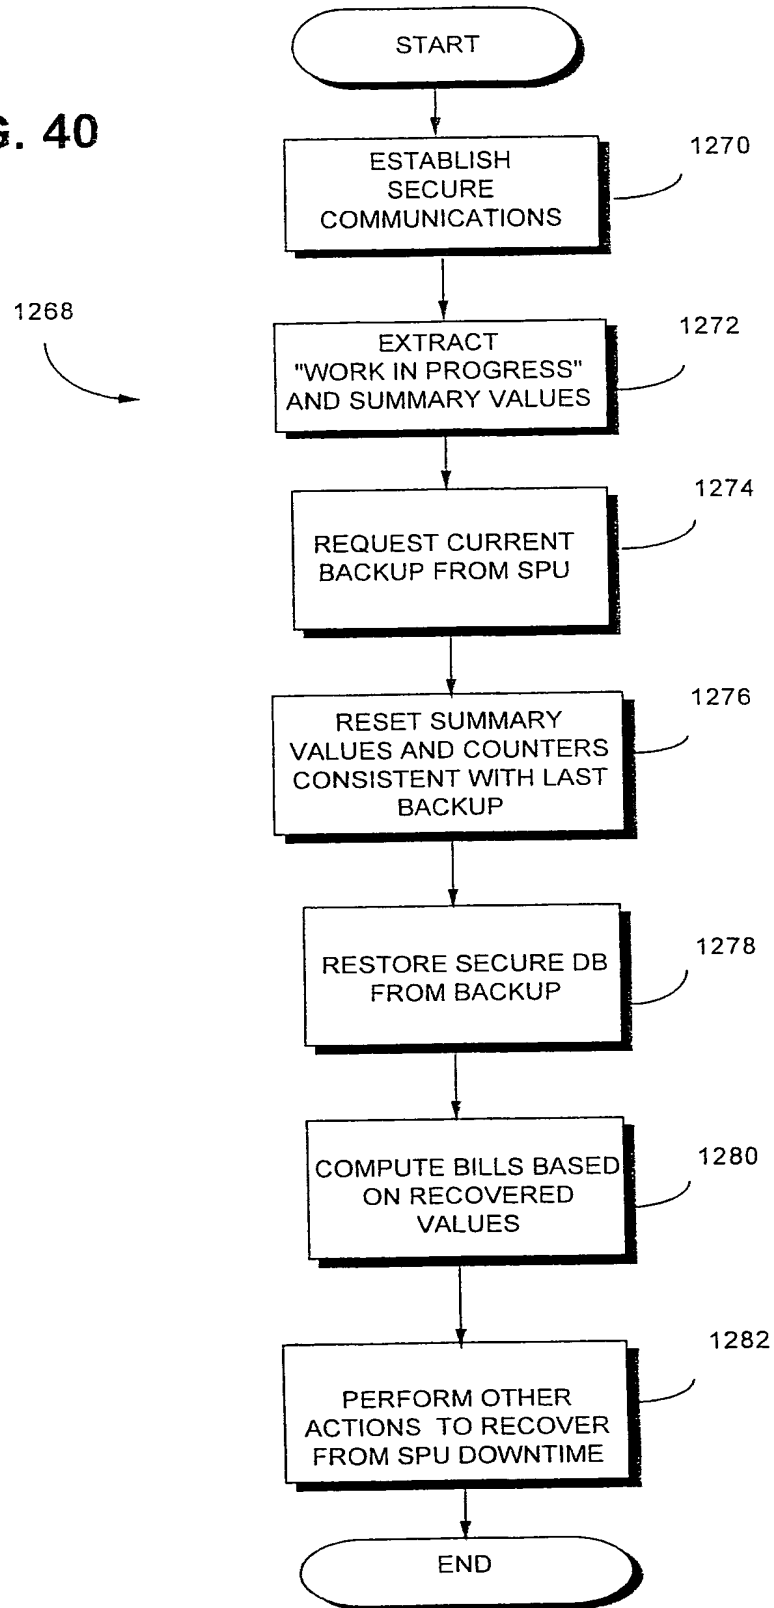 START
G. 40
ESTABLISH
SECURE
COMMUNICATIONS
1270
1268
EXTRACT
"WORK IN PROGRESS"
AND SUMMARY VALUES
1272
REQUEST CURRENT
BACKUP FROM SPU
1274
RESET SUMMARY
VALUES AND COUNTERS
CONSISTENT WITH LAST
BACKUP
1276
RESTORE SECURE DB
FROM BACKUP
1278
COMPUTE BILLS BASED
ON RECOVERED
VALUES
1280
PERFORM OTHER
ACTIONS TO RECOVER
FROM SPU DOWNTIME
1282
END